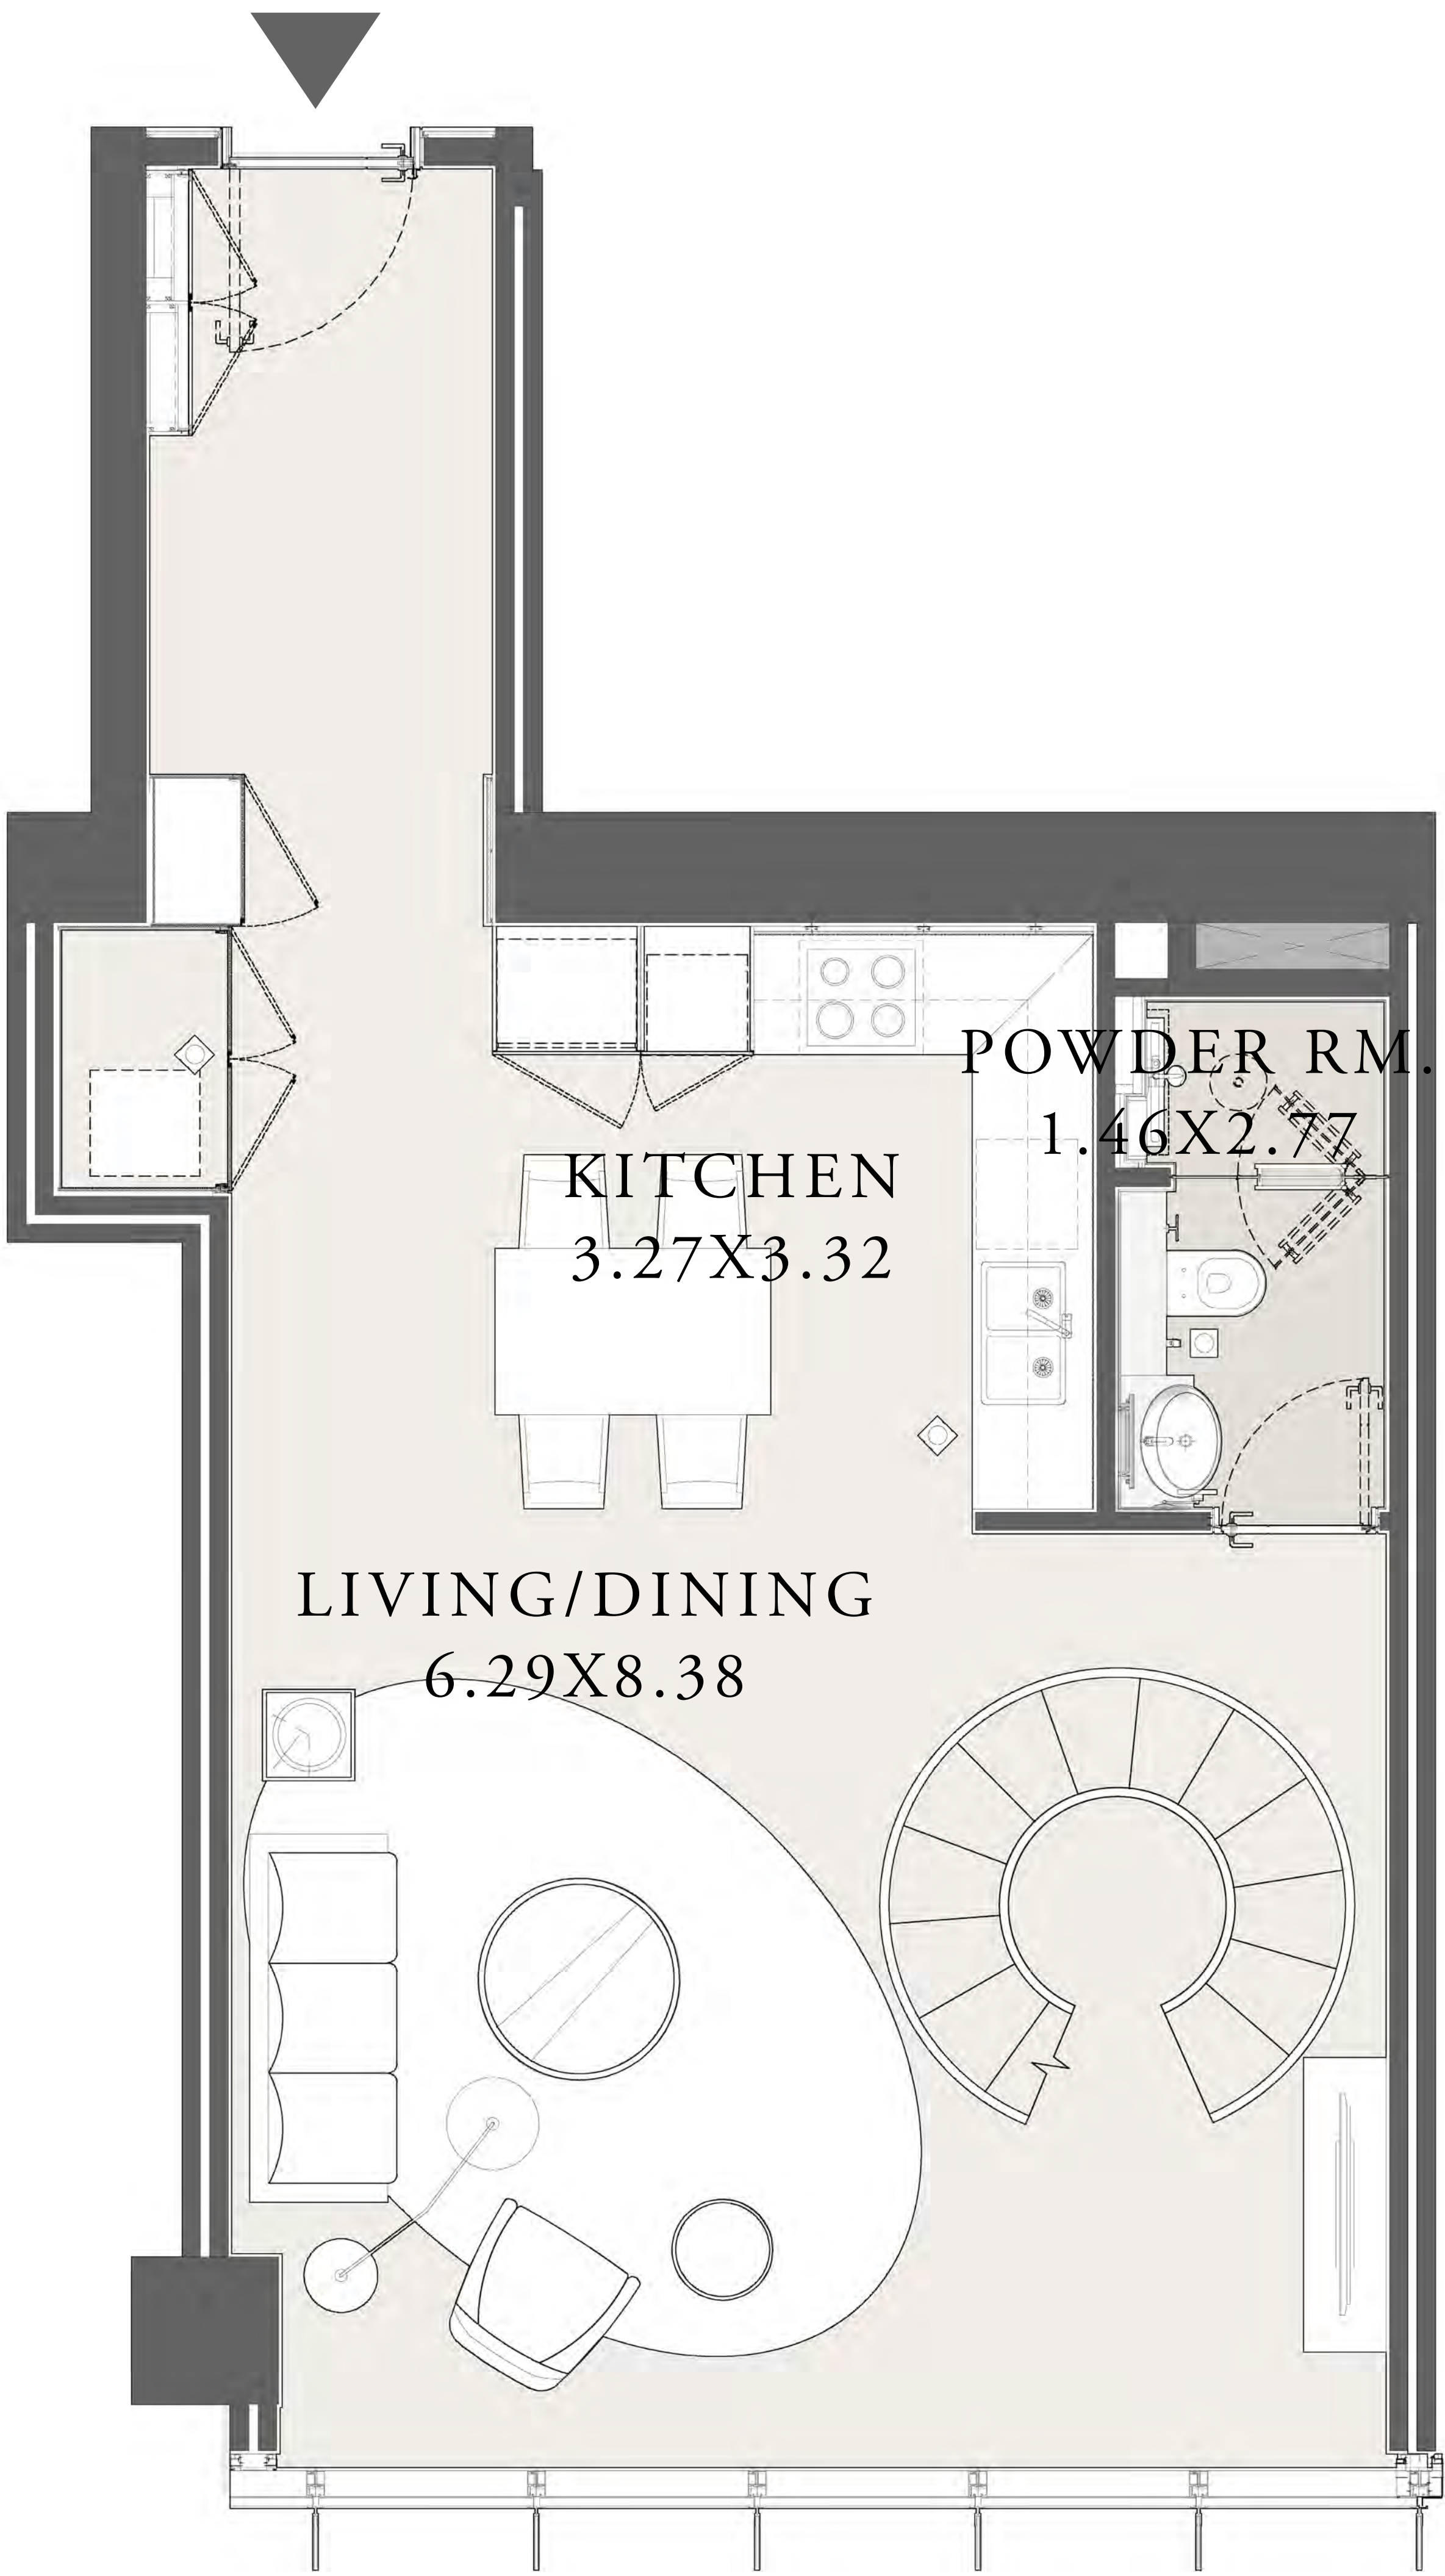 POWDER RM.
1.46X2.77
KITCHEN
3.27X3.32
LIVING/DINING
6.29X8.38